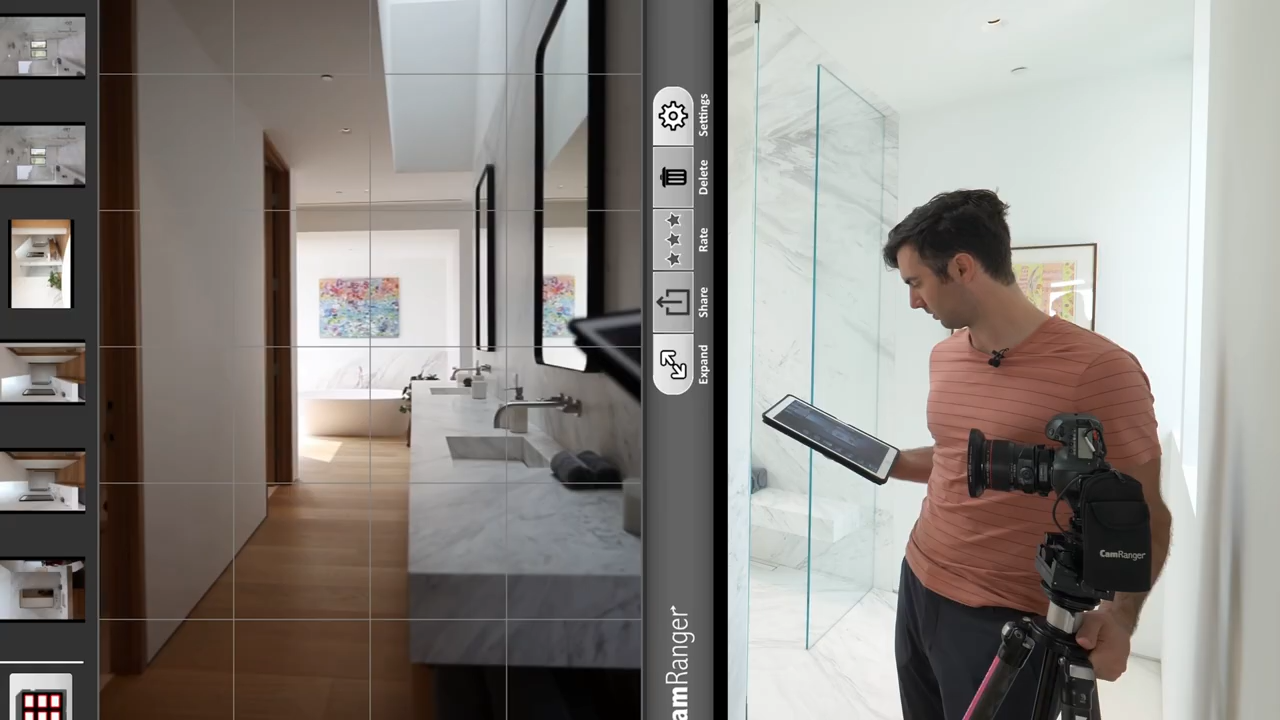 Settings
Delete
Rate
Share
Expand
amRanger
CamRanger